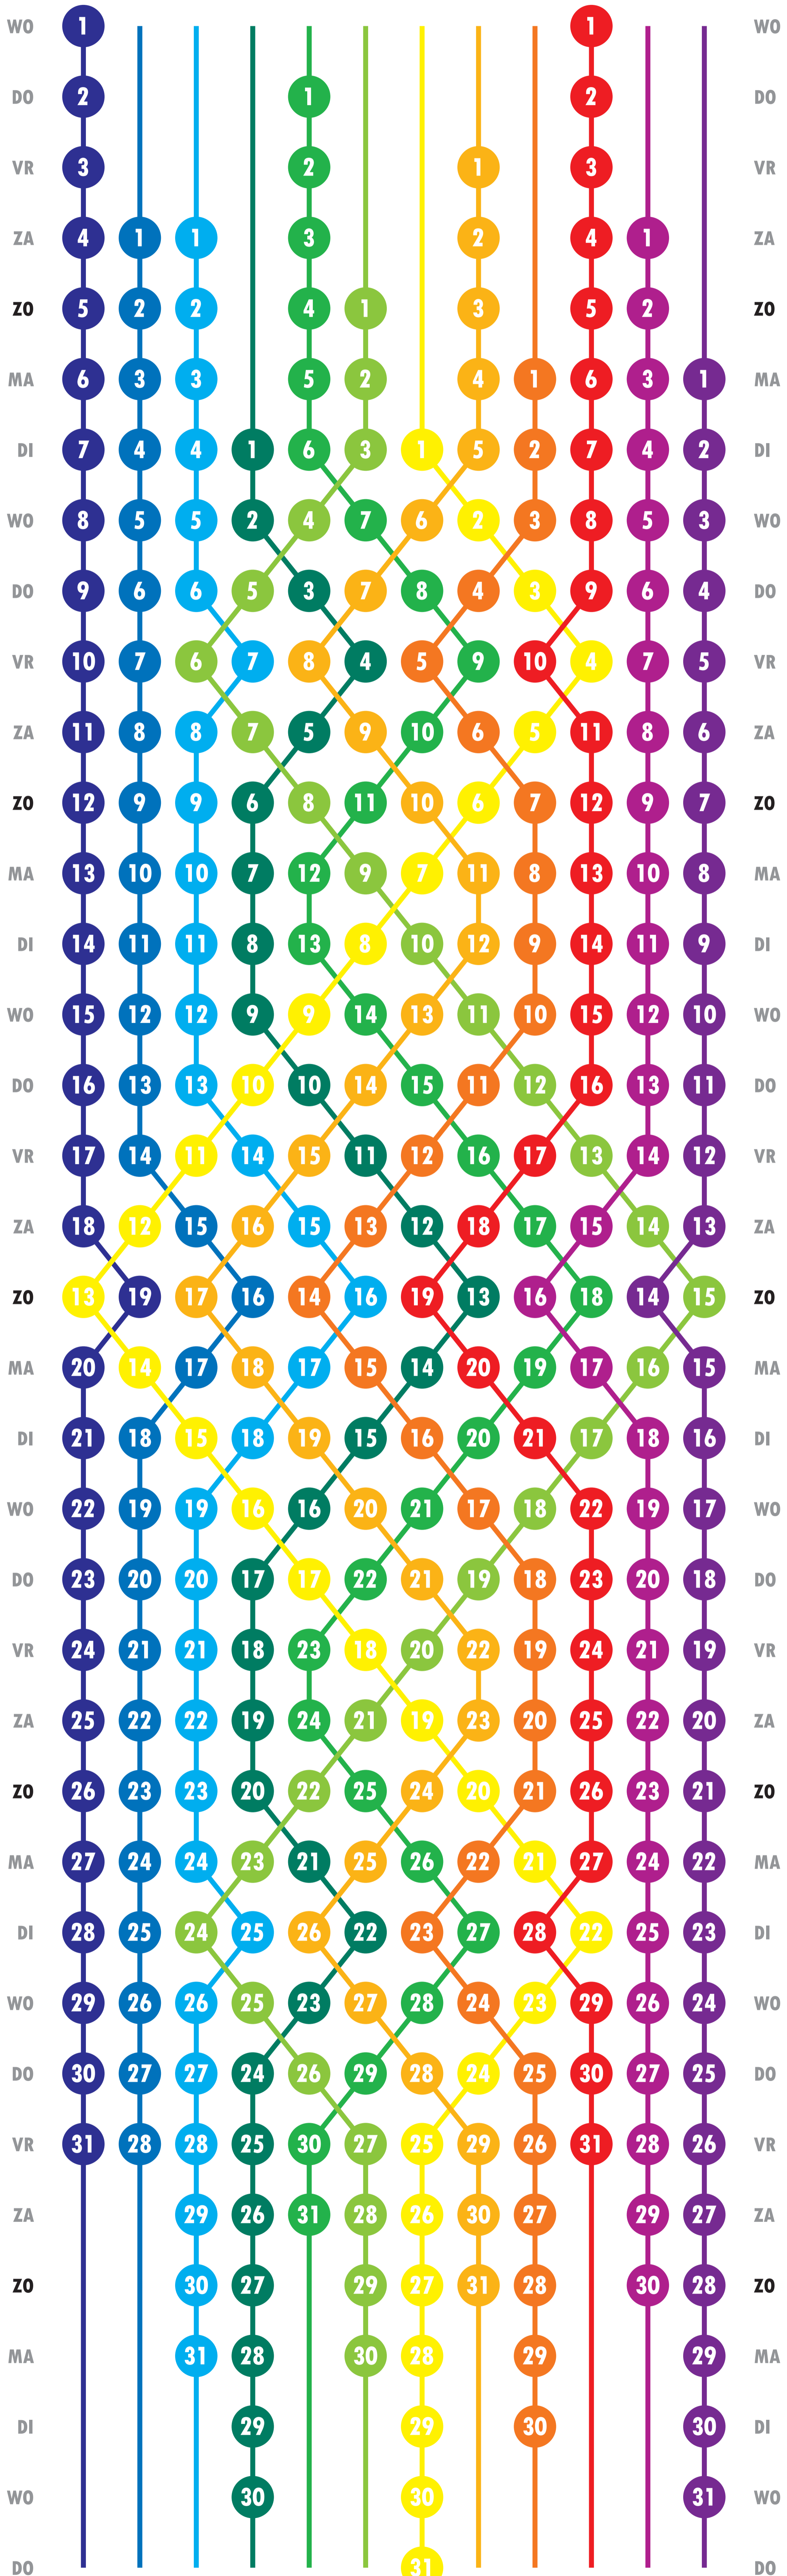 WO 1 1 WO
DO 2 1 2 DO
VR 3 2 1 3 VR
ZA 4 1 1 3 2 4 1 ZA
ZO 5 2 2 4 1 3 5 2 ZO
MA 6 3 3 5 2 4 1 6 3 1 MA
DI 7 4 4 1 6 3 1 5 2 7 4 2 DI
WO 8 5 5 2 4 7 6 2 3 8 5 3 WO
DO 9 6 6 5 3 7 8 4 3 9 6 4 DO
VR 10 7 6 7 8 4 5 9 10 4 7 5 VR
ZA 11 8 8 7 5 9 10 6 5 11 8 6 ZA
ZO 12 9 9 6 8 11 10 6 7 12 9 7 ZO
MA 13 10 10 7 12 9 7 11 8 13 10 8 MA
DI 14 11 11 8 13 8 10 12 9 14 11 9 DI
WO 15 12 12 9 9 14 13 11 10 15 12 10 WO
DO 16 13 13 10 10 14 15 11 12 16 13 11 DO
VR 17 14 11 14 15 11 12 16 17 13 14 12 VR
ZA 18 12 15 16 15 13 12 18 17 15 14 13 ZA
ZO 13 19 17 16 14 16 19 13 16 18 14 15 ZO
MA 20 14 17 18 17 15 14 20 19 17 16 15 MA
DI 21 18 15 18 19 15 16 20 21 17 18 16 DI
WO 22 19 19 16 16 20 21 17 18 22 19 17 WO
DO 23 20 20 17 17 22 21 19 18 23 20 18 DO
VR 24 21 21 18 23 18 20 22 19 24 21 19 VR
ZA 25 22 22 19 24 21 19 23 20 25 22 20 ZA
ZO 26 23 23 20 22 25 24 20 21 26 23 21 ZO
MA 27 24 24 23 21 25 26 22 21 27 24 22 MA
DI 28 25 24 25 26 22 23 27 28 22 25 23 DI
WO 29 26 26 25 23 27 28 24 23 29 26 24 WO
DO 30 27 27 24 26 29 28 24 25 30 27 25 DO
VR 31 28 28 25 30 27 25 29 26 31 28 26 VR
ZA 29 26 31 28 26 30 27 29 27 ZA
ZO 30 27 29 27 31 28 30 28 ZO
MA 31 28 30 28 29 29 MA
DI 29 29 30 30 DI
WO 30 30 31 WO
DO 31 DO